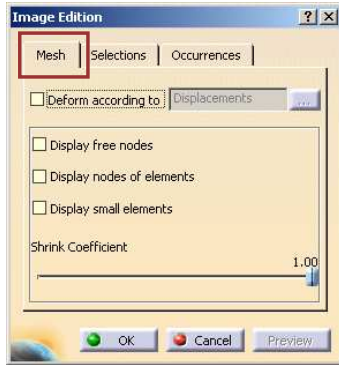 Image Edition
Mesh Selections Occurrences
Deform according to Displacements ...
Display free nodes
Display nodes of elements
Display small elements
Shrink Coefficient
1.00
OK Cancel Preview